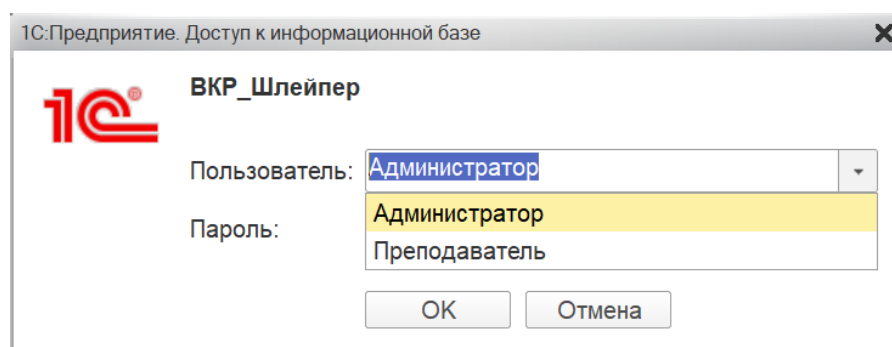 1С:Предприятие. Доступ к информационной базе
1С
®
ВКР_Шлейпер
Пользователь: Администратор
Администратор
Пароль:
Преподаватель
OK Отмена